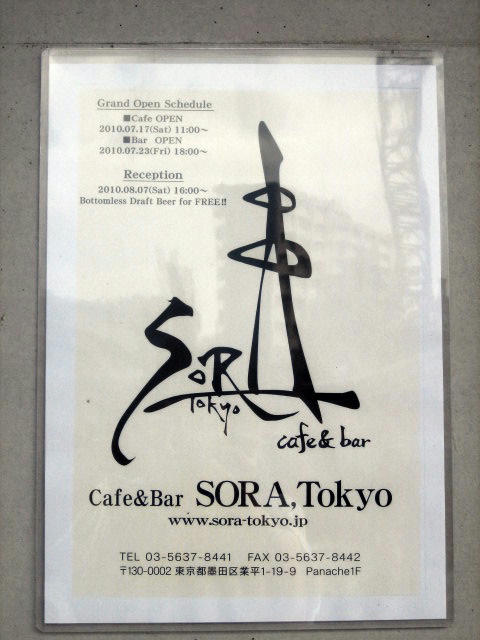 Grand Open Schedule
■Cafe OPEN
2010.07.17(Sat) 11:00～
■Bar OPEN
2010.07.23(Fri) 18:00～
Reception
2010.08.07(Sat) 16:00～
Bottomless Draft Beer for FREE!!
SORA
Tokyo
cafe & bar
Cafe&Bar SORA,Tokyo
www.sora-tokyo.jp
TEL 03-5637-8441 FAX 03-5637-8442
〒130-0002 東京都墨田区業平1-19-9 Panache1F